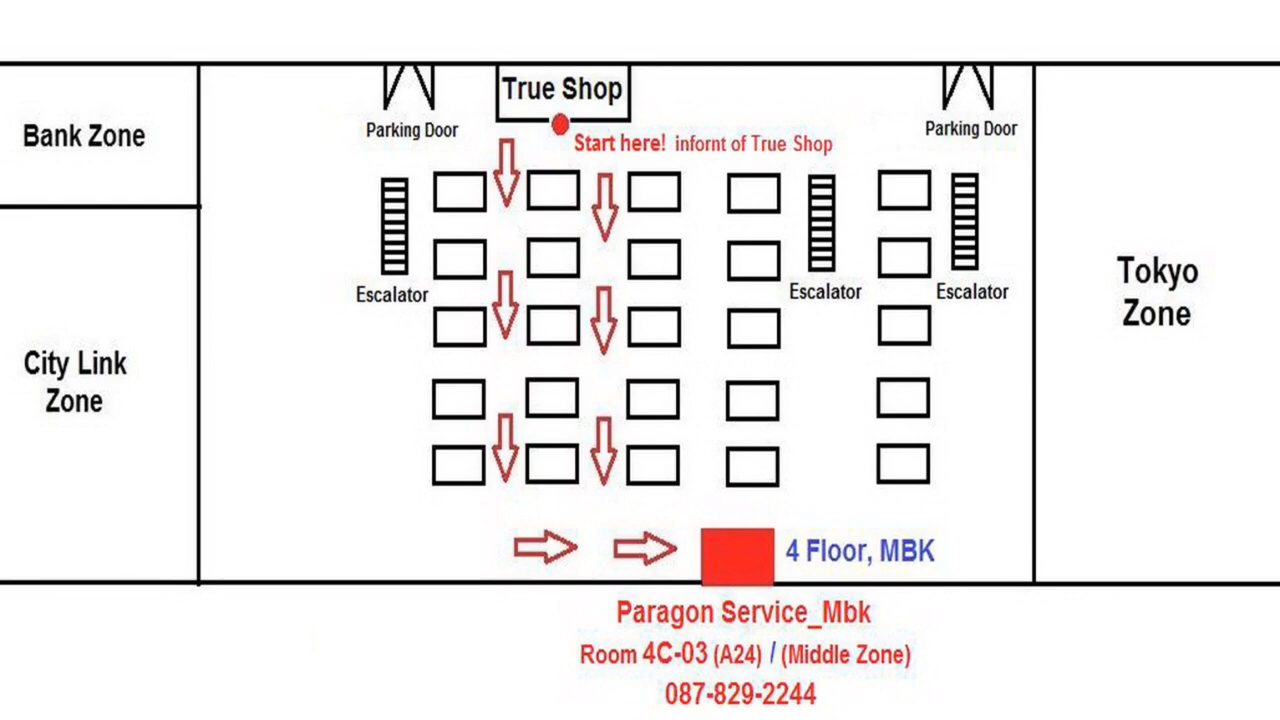 True Shop
Bank Zone
Parking Door
Parking Door
Start here! infornt of True Shop
Escalator
Escalator
Escalator
Tokyo
Zone
City Link
Zone
4 Floor, MBK
Paragon Service_Mbk
Room 4C-03 (A24) / (Middle Zone)
087-829-2244